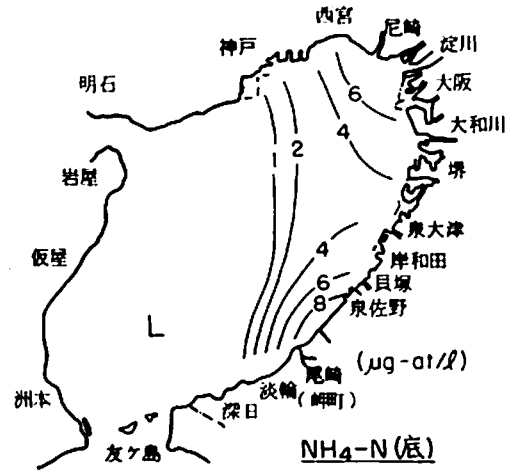 西宮
尼崎
淀川
神戸
大阪
明石
6
大和川
2
4
岩屋
堺
泉大津
4
仮屋
岸和田
6
貝塚
8
泉佐野
L
(μg-at/ℓ)
尾崎
淡輪
(岬町)
洲本
深日
友ヶ島
NH4-N(底)